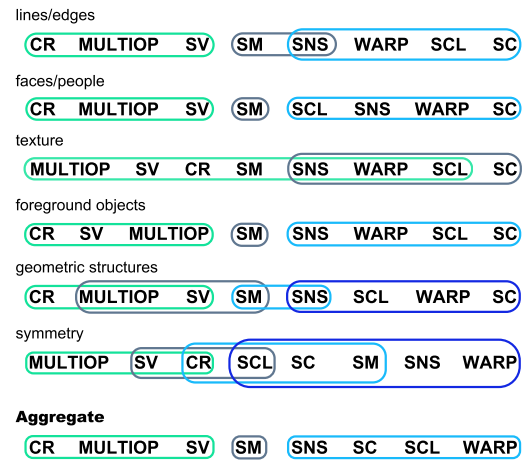 lines/edges
CR MULTIOP SV SM SNS WARP SCL SC
faces/people
CR MULTIOP SV SM SCL SNS WARP SC
texture
MULTIOP SV CR SM SNS WARP SCL SC
foreground objects
CR SV MULTIOP SM SNS WARP SCL SC
geometric structures
CR MULTIOP SV SM SNS SCL WARP SC
symmetry
MULTIOP SV CR SCL SC SM SNS WARP
Aggregate
CR MULTIOP SV SM SNS SC SCL WARP